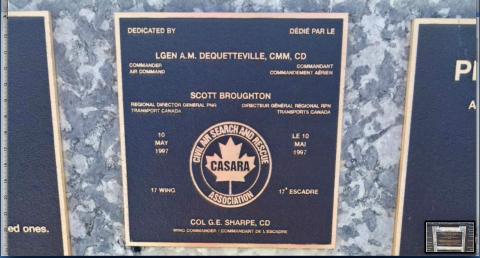 DEDICATED BY DÉDIÉ PAR LE
LGEN A.M. DEQUETTEVILLE, CMM, CD
COMMANDER COMMANDANT
AIR COMMAND COMMANDEMENT AÉRIEN
SCOTT BROUGHTON
REGIONAL DIRECTOR GENERAL PNR DIRECTEUR GÉNÉRAL RÉGIONAL RPN
TRANSPORT CANADA TRANSPORTS CANADA
10 LE 10
MAY MAI
1997 1997
CIVIL AIR SEARCH AND RESCUE
CASARA
ASSOCIATION
17 WING 17e ESCADRE
COL G.E. SHARPE, CD
WING COMMANDER / COMMANDANT DE L'ESCADRE
ed ones.
P
A